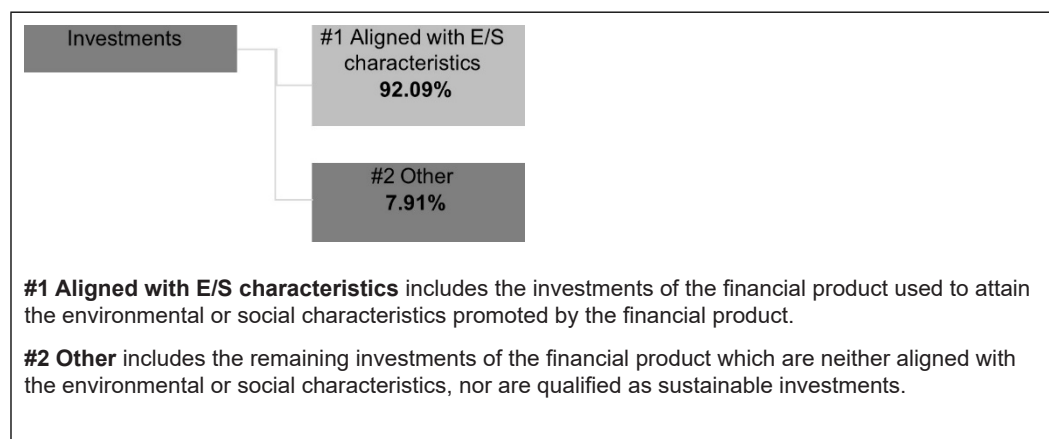 Investments
#1 Aligned with E/S
characteristics
92.09%
#2 Other
7.91%
#1 Aligned with E/S characteristics includes the investments of the financial product used to attain
the environmental or social characteristics promoted by the financial product.
#2 Other includes the remaining investments of the financial product which are neither aligned with
the environmental or social characteristics, nor are qualified as sustainable investments.